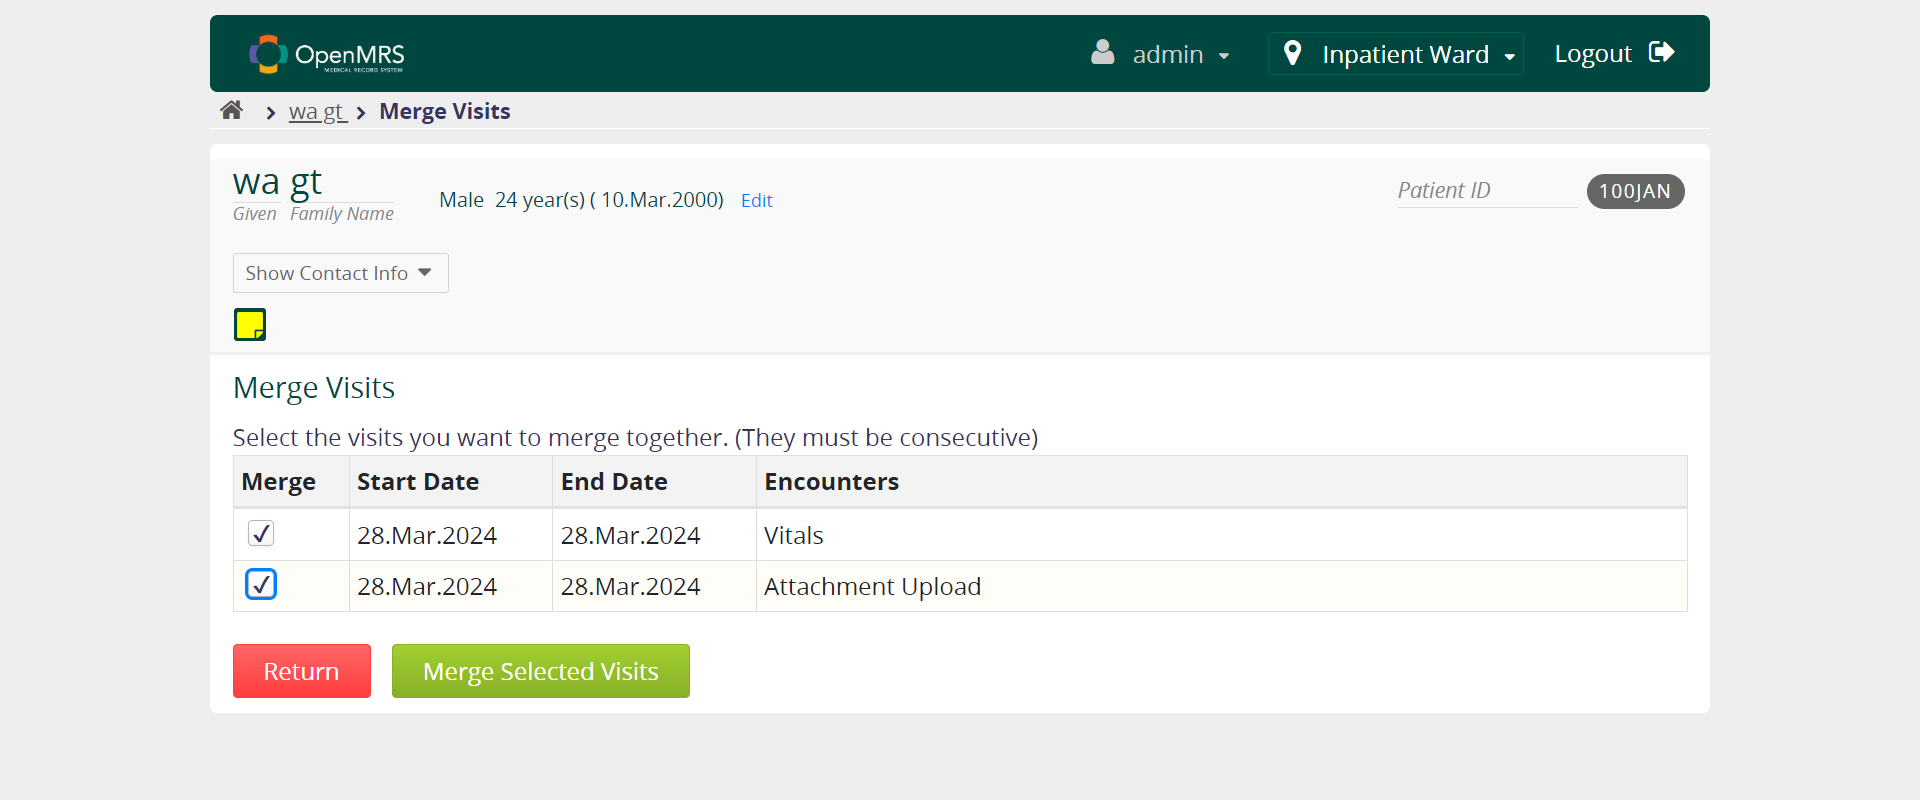 OpenMRS
MEDICAL RECORD SYSTEM
admin
Inpatient Ward
Logout
wa gt
Merge Visits
wa gt
Given Family Name
Male 24 year(s) ( 10.Mar.2000) Edit
Patient ID 100JAN
Show Contact Info
Merge Visits
Select the visits you want to merge together. (They must be consecutive)
Merge Start Date End Date Encounters
28.Mar.2024 28.Mar.2024 Vitals
28.Mar.2024 28.Mar.2024 Attachment Upload
Return Merge Selected Visits